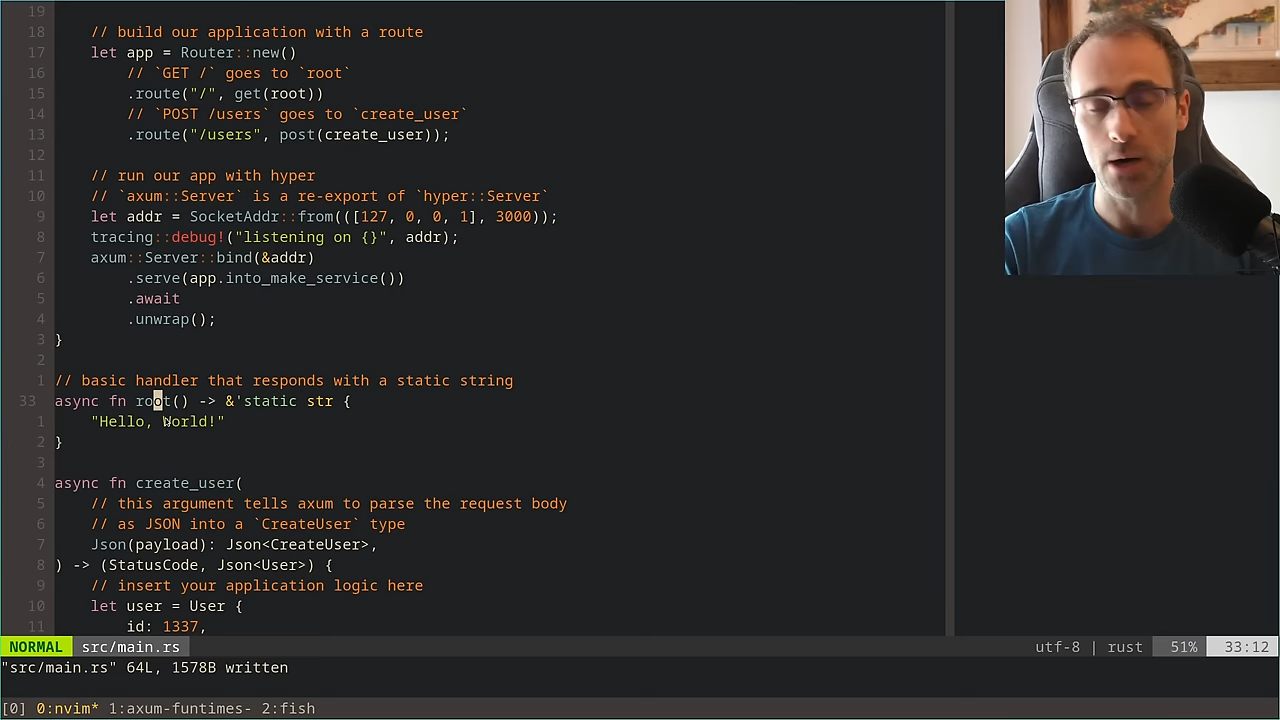 19
18 // build our application with a route
17 let app = Router::new()
16 // `GET /` goes to `root`
15 .route("/", get(root))
14 // `POST /users` goes to `create_user`
13 .route("/users", post(create_user));
12
11 // run our app with hyper
10 // `axum::Server` is a re-export of `hyper::Server`
9 let addr = SocketAddr::from(([127, 0, 0, 1], 3000));
8 tracing::debug!("listening on {}", addr);
7 axum::Server::bind(&addr)
6 .serve(app.into_make_service())
5 .await
4 .unwrap();
3 }
2
1 // basic handler that responds with a static string
33 async fn root() -> &'static str {
1 "Hello, World!"
2 }
3
4 async fn create_user(
5 // this argument tells axum to parse the request body
6 // as JSON into a `CreateUser` type
7 Json(payload): Json<CreateUser>,
8 ) -> (StatusCode, Json<User>) {
9 // insert your application logic here
10 let user = User {
11 id: 1337,
NORMAL src/main.rs utf-8 | rust 51% 33:12
"src/main.rs" 64L, 1578B written
[0] 0:nvim* 1:axum-funtimes- 2:fish